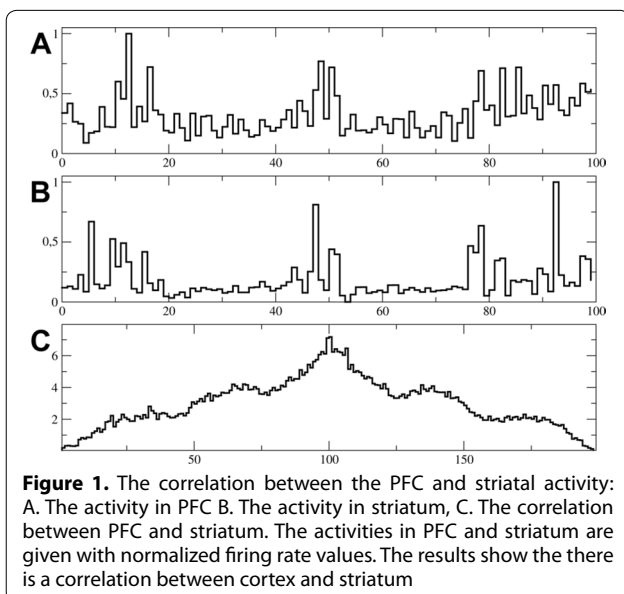 A
1
0,5
0
0 20 40 60 80 100
B
1
0,5
0
0 20 40 60 80 100
C
6
4
2
50 100 150
Figure 1. The correlation between the PFC and striatal activity:
A. The activity in PFC B. The activity in striatum, C. The correlation
between PFC and striatum. The activities in PFC and striatum are
given with normalized firing rate values. The results show the there
is a correlation between cortex and striatum